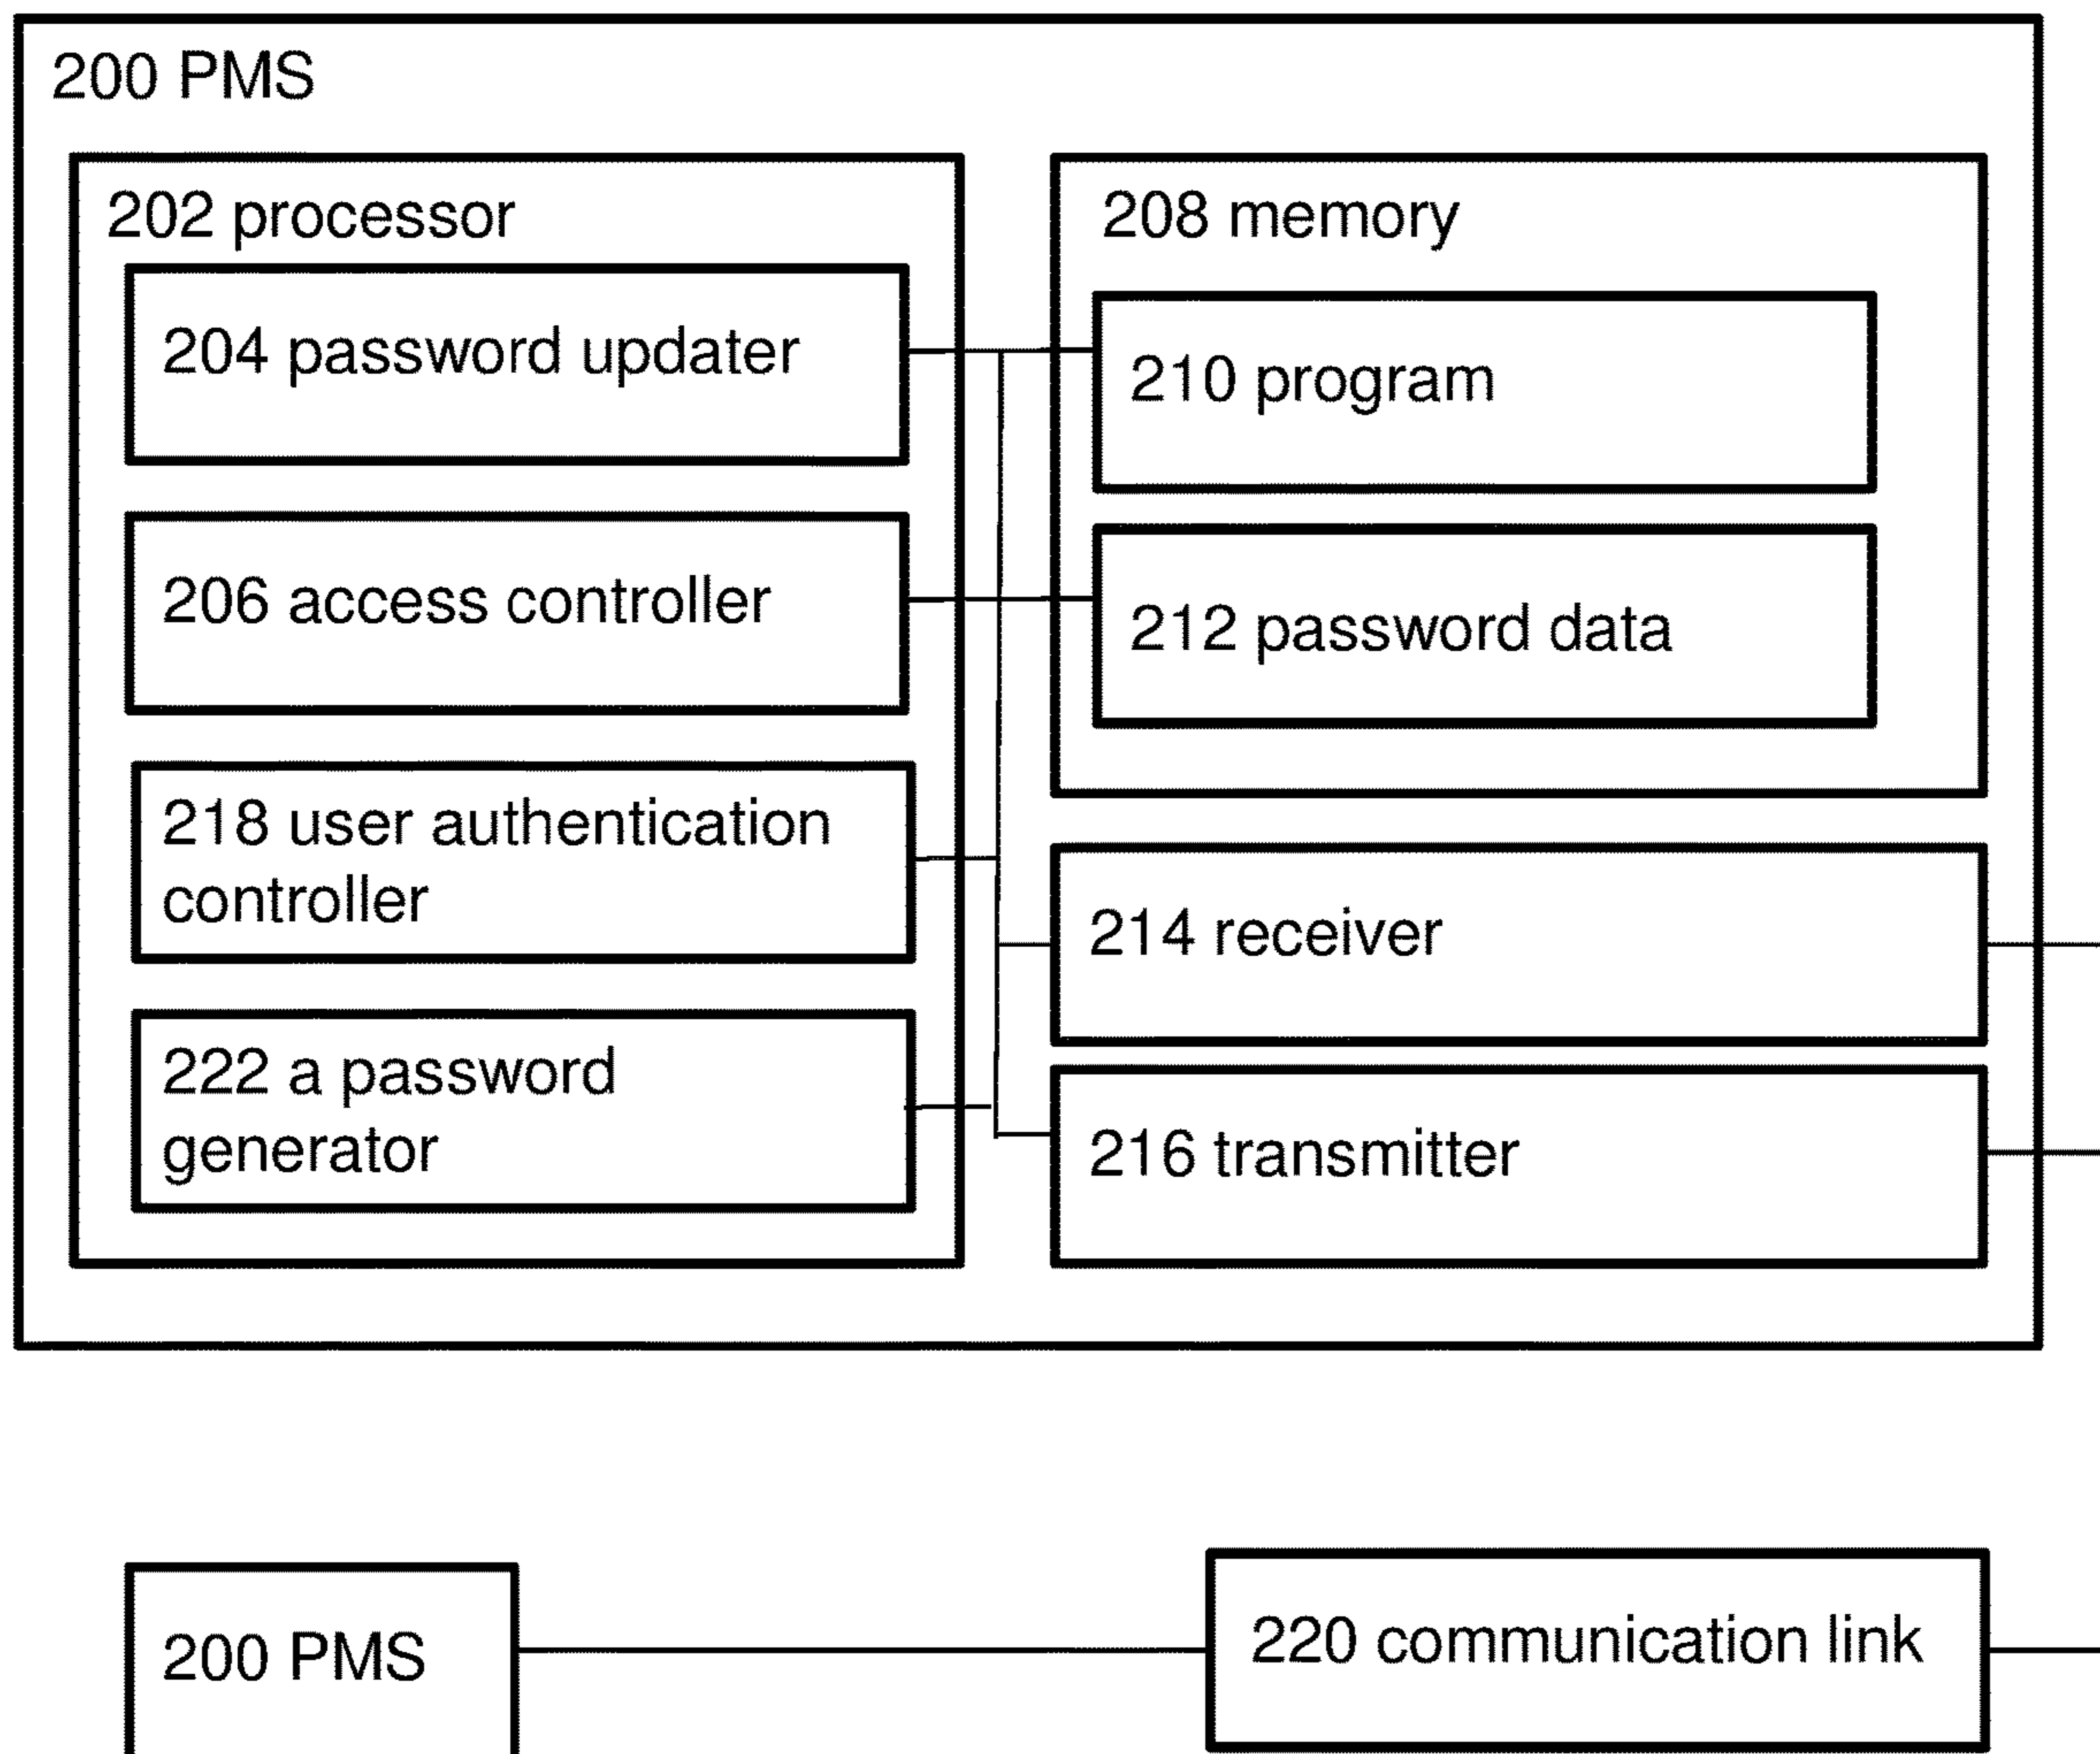 200 PMS
202 processor
204 password updater
206 access controller
218 user authentication
controller
222 a password
generator
208 memory
210 program
212 password data
214 receiver
216 transmitter
200 PMS
220 communication link